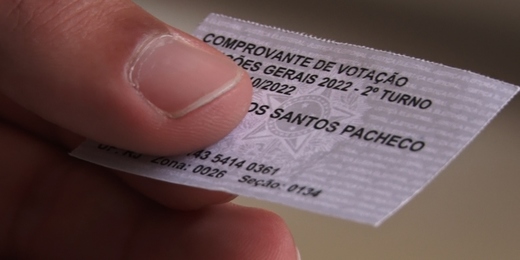 COMPROVANTE DE VOTAÇÃO
ÇÕES GERAIS 2022 - 2º TURNO
10/2022
OS SANTOS PACHECO
43 5414 0361
Zona: 0026 Seção: 0134